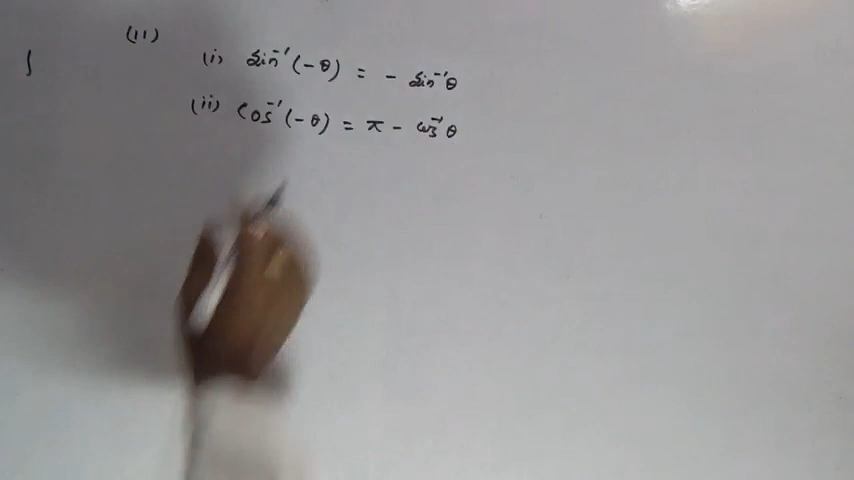 (11)
(i) Sin⁻¹(-θ) = - Sin⁻¹θ
(ii) Cos⁻¹(-θ) = π - cos⁻¹θ